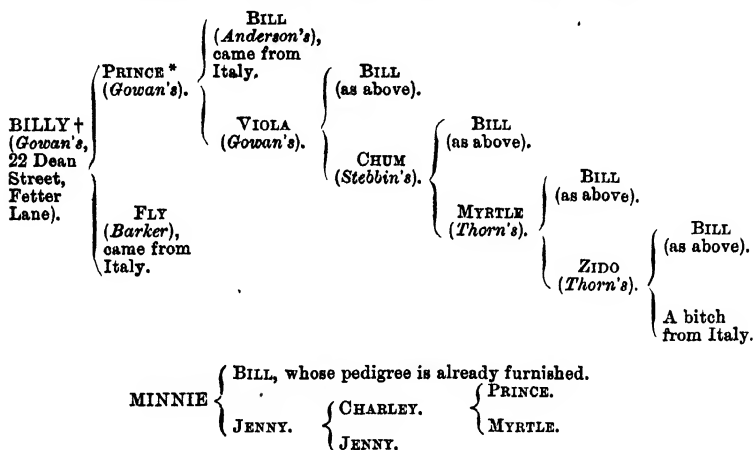 BILLY †
(Gowan's,
22 Dean
Street,
Fetter
Lane).
PRINCE *
(Gowan's).
FLY
(Barker),
came from
Italy.
BILL
(Anderson's),
came from
Italy.
VIOLA
(Gowan's).
BILL
(as above).
CHUM
(Stebbin's).
BILL
(as above).
MYRTLE
(Thorn's).
BILL
(as above).
ZIDO
(Thorn's).
BILL
(as above).
A bitch
from Italy.
MINNIE
BILL, whose pedigree is already furnished.
JENNY.
CHARLEY.
JENNY.
PRINCE.
MYRTLE.